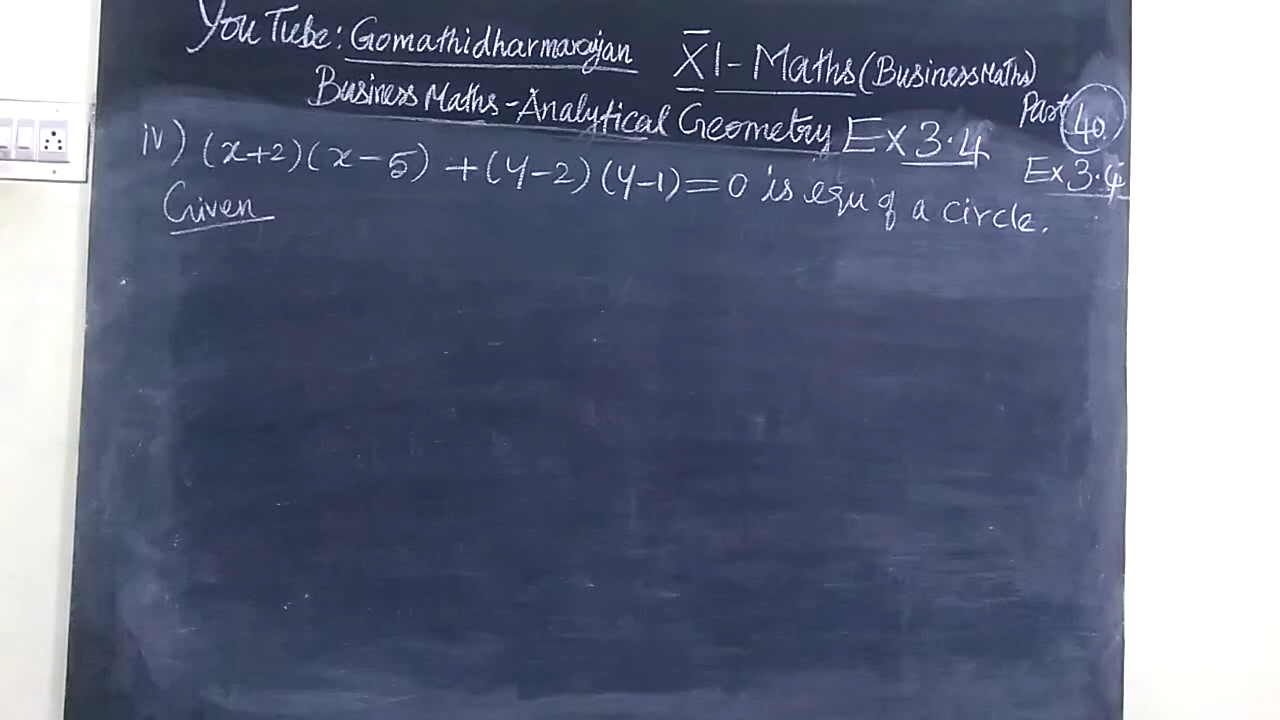 YouTube: Gomathidharmarajan XI - Maths (Business Maths)
Business Maths - Analytical Geometry Ex 3.4 Part 40.
Ex 3.4
iv) (x+2)(x-5) + (y-2)(y-1) = 0 is equ of a circle.
Given